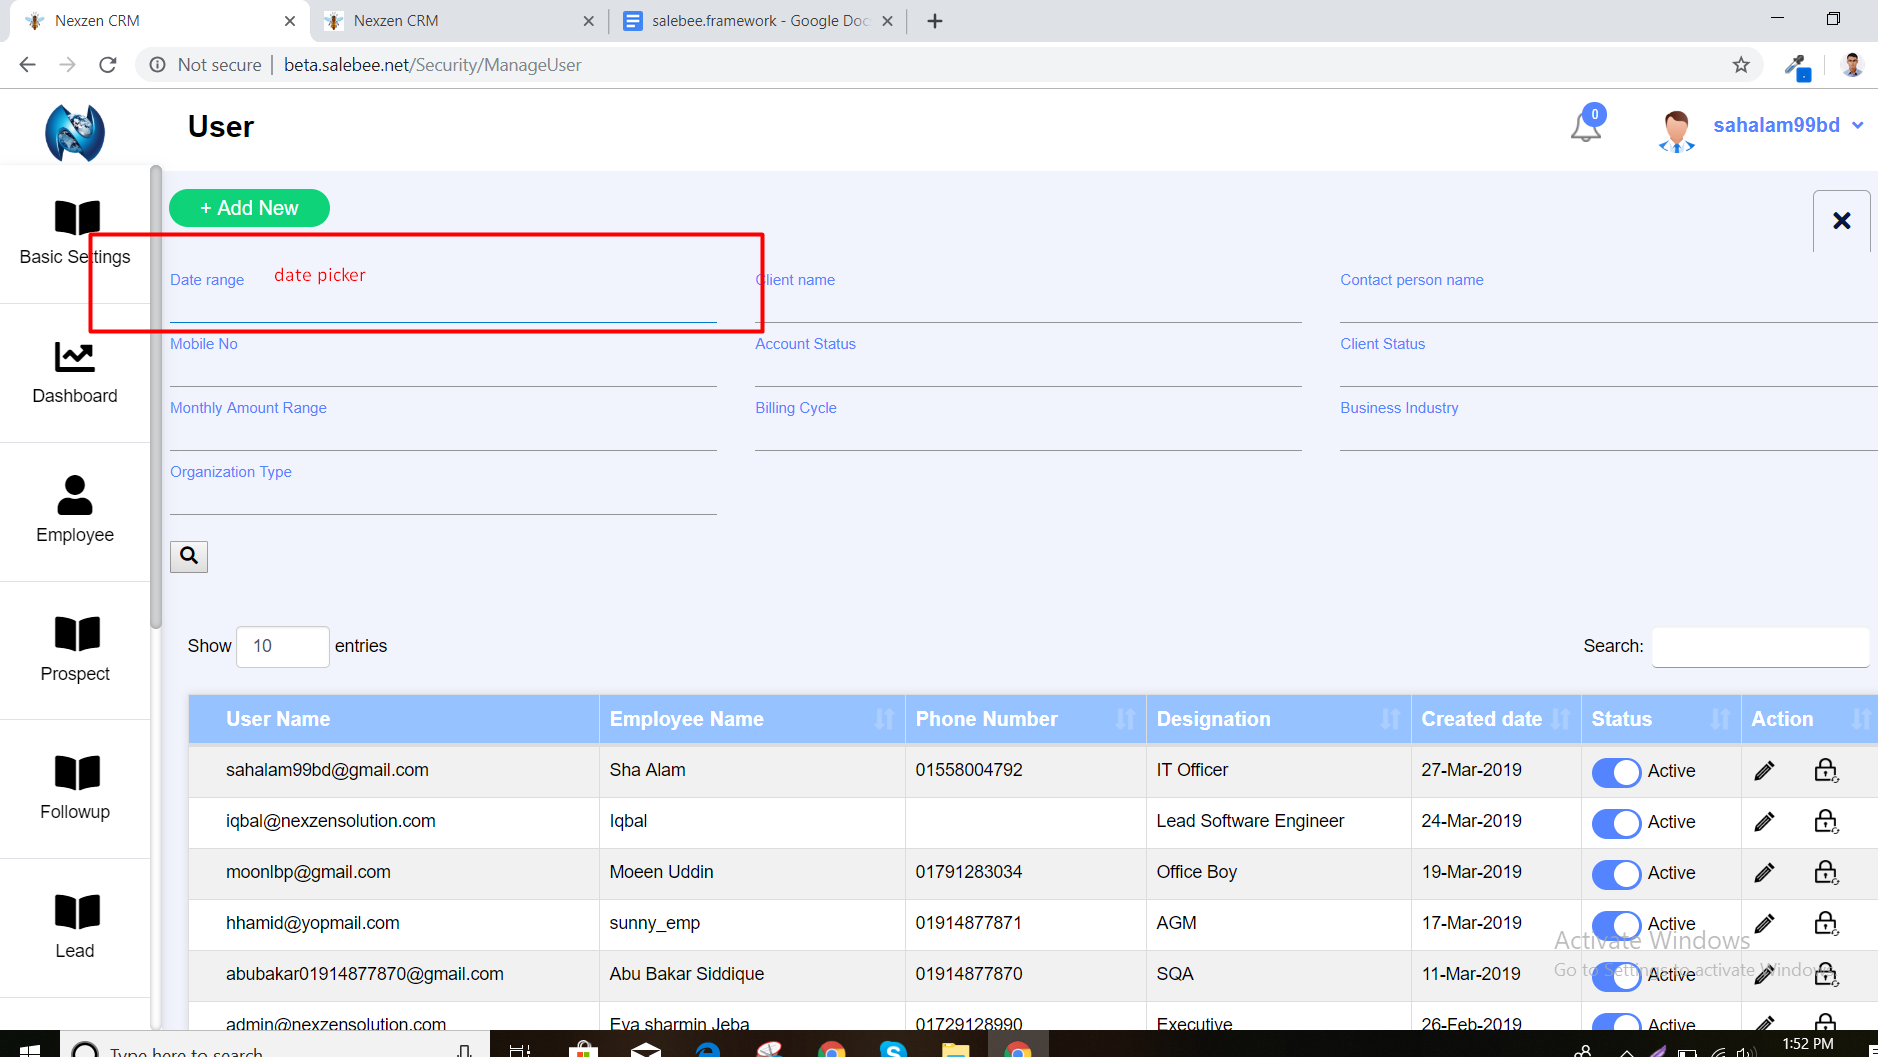 Nexzen CRM
Nexzen CRM
salebee.framework - Google Doc
Not secure
beta.salebee.net/Security/ManageUser
User
0
sahalam99bd
+ Add New
Basic Settings
Date range
date picker
Client name
Contact person name
Mobile No
Account Status
Client Status
Dashboard
Monthly Amount Range
Billing Cycle
Business Industry
Organization Type
Employee
Prospect
Show 10 entries
Search:
User Name Employee Name Phone Number Designation Created date Status Action
sahalam99bd@gmail.com Sha Alam 01558004792 IT Officer 27-Mar-2019 Active
Followup
iqbal@nexzensolution.com Iqbal Lead Software Engineer 24-Mar-2019 Active
moonlbp@gmail.com Moeen Uddin 01791283034 Office Boy 19-Mar-2019 Active
hhamid@yopmail.com sunny_emp 01914877871 AGM 17-Mar-2019 Active
Lead
abubakar01914877870@gmail.com Abu Bakar Siddique 01914877870 SQA 11-Mar-2019 Active
Activate Windows
Go to Settings to activate Windows.
admin@nexzensolution.com Eva sharmin Jeba 01729128990 Executive 26-Feb-2019 Active
Type here to search
1:52 PM